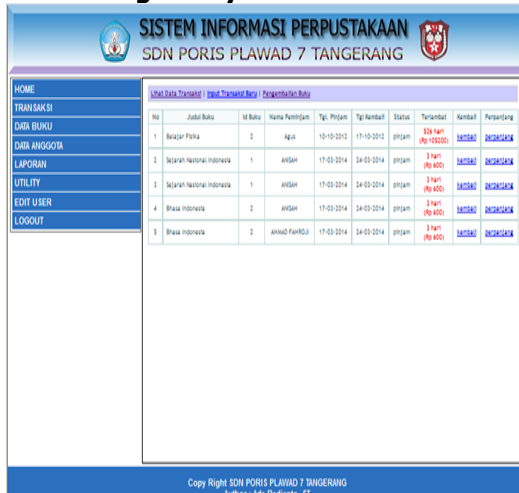 SISTEM INFORMASI PERPUSTAKAAN
SDN PORIS PLAWAD 7 TANGERANG
HOME
TRANSAKSI
DATA BUKU
DATA ANGGOTA
LAPORAN
UTILITY
EDIT USER
LOGOUT
Lihat Data Transaksi | Input Transaksi Baru | Pengembalian Buku
No Judul Buku Id Buku Nama Peminjam Tgl. Pinjam Tgl Kembali Status Terlambat Kembali Perpanjang
1 Belajar Fizika 2 Agus 10-10-2012 17-10-2012 pinjam 526 hari (Rp 105200) kembali perpanjang
2 Sejarah Nasional Indonesia 1 ANISAH 17-03-2014 24-03-2014 pinjam 3 hari (Rp 600) kembali perpanjang
3 Sejarah Nasional Indonesia 1 ANISAH 17-03-2014 24-03-2014 pinjam 3 hari (Rp 600) kembali perpanjang
4 Bhasa Indonesia 2 ANISAH 17-03-2014 24-03-2014 pinjam 3 hari (Rp 600) kembali perpanjang
5 Bhasa Indonesia 2 AHMAD FAHROJI 17-03-2014 24-03-2014 pinjam 3 hari (Rp 600) kembali perpanjang
Copy Right SDN PORIS PLAWAD 7 TANGERANG